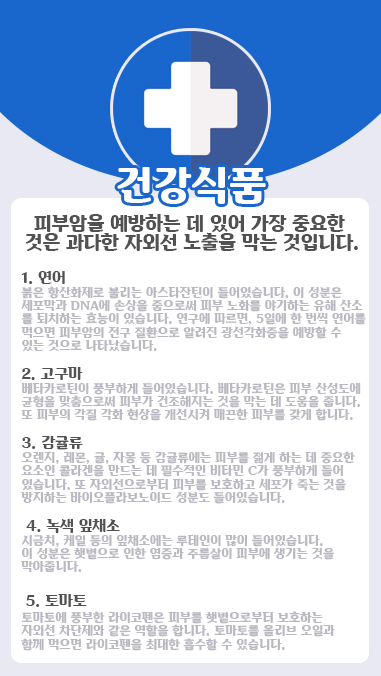 건강식품
피부암을 예방하는 데 있어 가장 중요한
것은 과다한 자외선 노출을 막는 것입니다.
1. 연어
붉은 항산화제로 불리는 아스타잔틴이 들어있습니다. 이 성분은
세포막과 DNA에 손상을 줌으로써 피부 노화를 야기하는 유해 산소
를 퇴치하는 효능이 있습니다. 연구에 따르면, 5일에 한 번씩 연어를
먹으면 피부암의 전구 질환으로 알려진 광선각화증을 예방할 수
있는 것으로 나타났습니다.
2. 고구마
베타카로틴이 풍부하게 들어있습니다. 베타카로틴은 피부 산성도에
균형을 맞춤으로써 피부가 건조해지는 것을 막는 데 도움을 줍니다.
또 피부의 각질 각화 현상을 개선시켜 매끈한 피부를 갖게 합니다.
3. 감귤류
오렌지, 레몬, 귤, 자몽 등 감귤류에는 피부를 젊게 하는 데 중요한
요소인 콜라겐을 만드는 데 필수적인 비타민 C가 풍부하게 들어
있습니다. 또 자외선으로부터 피부를 보호하고 세포가 죽는 것을
방지하는 바이오플라보노이드 성분도 들어있습니다.
4. 녹색 잎채소
시금치, 케일 등의 잎채소에는 루테인이 많이 들어있습니다.
이 성분은 햇볕으로 인한 염증과 주름살이 피부에 생기는 것을
막아줍니다.
5. 토마토
토마토에 풍부한 라이코펜은 피부를 햇볕으로부터 보호하는
자외선 차단제와 같은 역할을 합니다. 토마토를 올리브 오일과
함께 먹으면 라이코펜을 최대한 흡수할 수 있습니다.